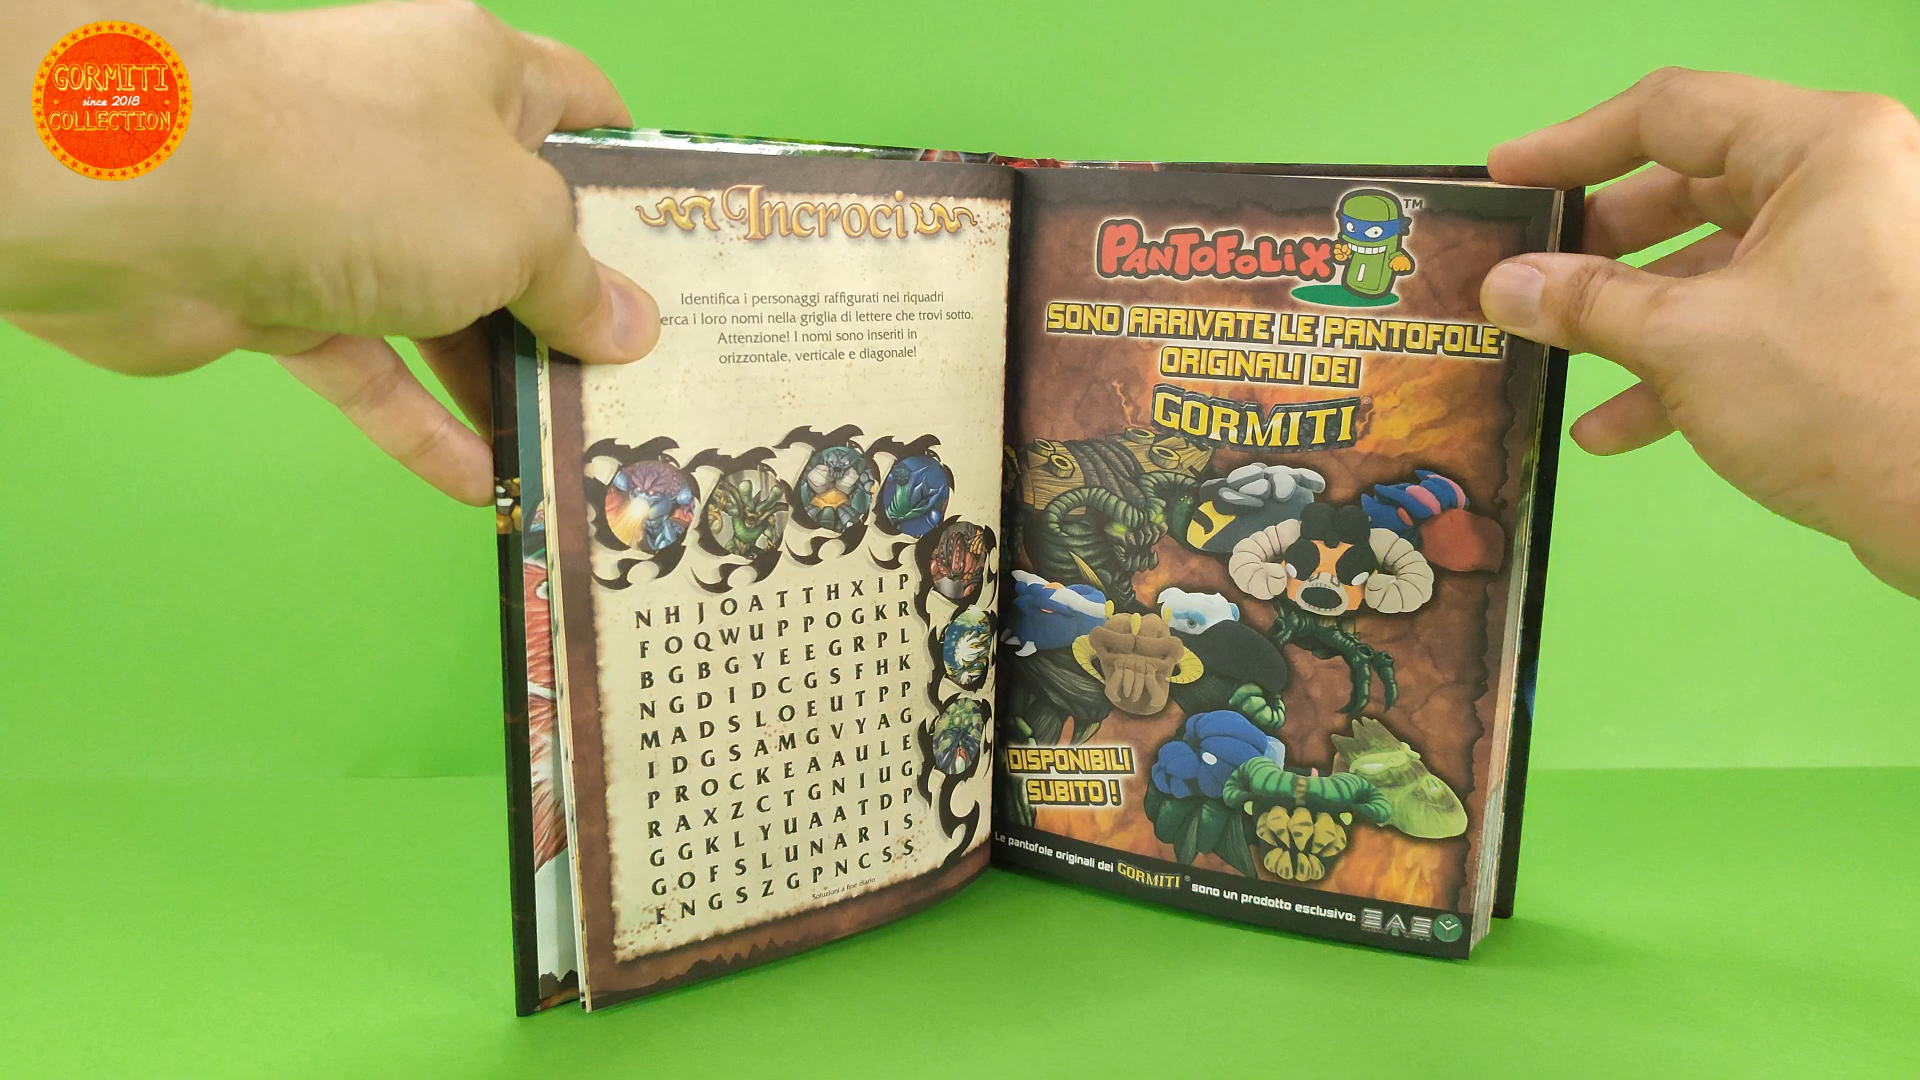 GORMITI
since 2018
COLLECTION
Incroci
Identifica i personaggi raffigurati nei riquadri
erca i loro nomi nella griglia di lettere che trovi sotto.
Attenzione! I nomi sono inseriti in
orizzontale, verticale e diagonale!
N H J O A T T H X I P
F O Q W U P P O G K R
B G B G Y E E G R P L
N G D I D C G S F H K
M A D S L O E U T P P
I D G S A M G V Y A G
P R O C K E A A U L E
R A X Z C T G N I U G
G G K L Y U A A T D P
G O F S L U N A R I S
F N G S Z G P N C S S
Soluzioni a fine diario
PANTOFOLIX TM
SONO ARRIVATE LE PANTOFOLE
ORIGINALI DEI
GORMITI®
DISPONIBILI
SUBITO !
Le pantofole originali dei GORMITI® sono un prodotto esclusivo: EASY